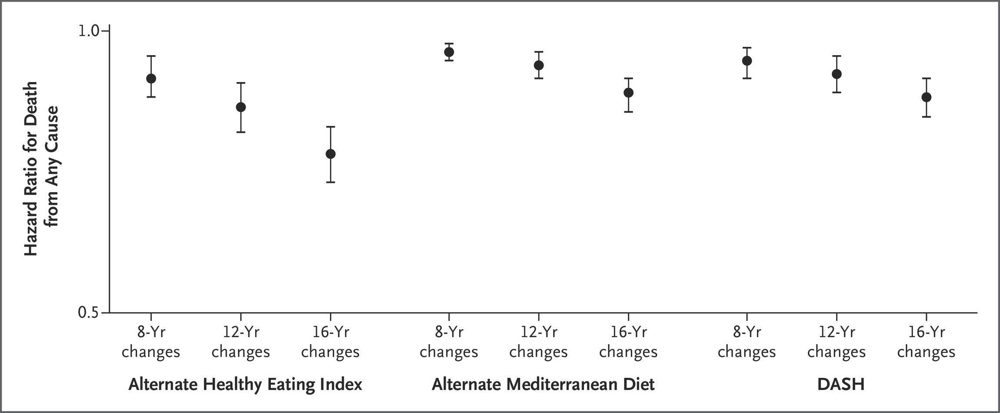 Hazard Ratio for Death
from Any Cause
1.0
0.5
8-Yr changes
12-Yr changes
16-Yr changes
8-Yr changes
12-Yr changes
16-Yr changes
8-Yr changes
12-Yr changes
16-Yr changes
Alternate Healthy Eating Index
Alternate Mediterranean Diet
DASH